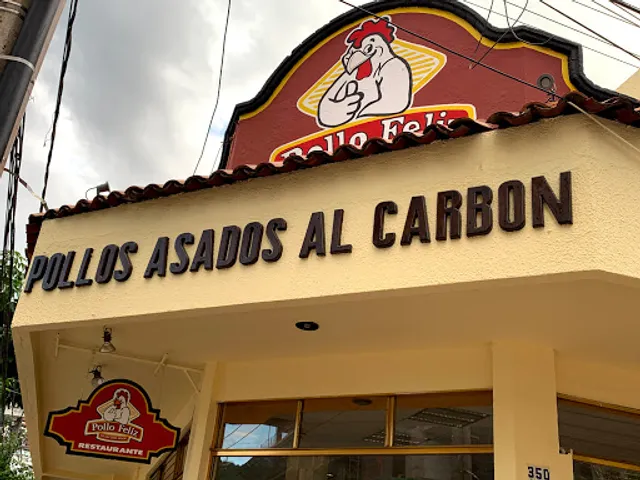 Pollo Feliz
POLLOS ASADOS AL CARBON
Pollo Feliz
RESTAURANTE
350